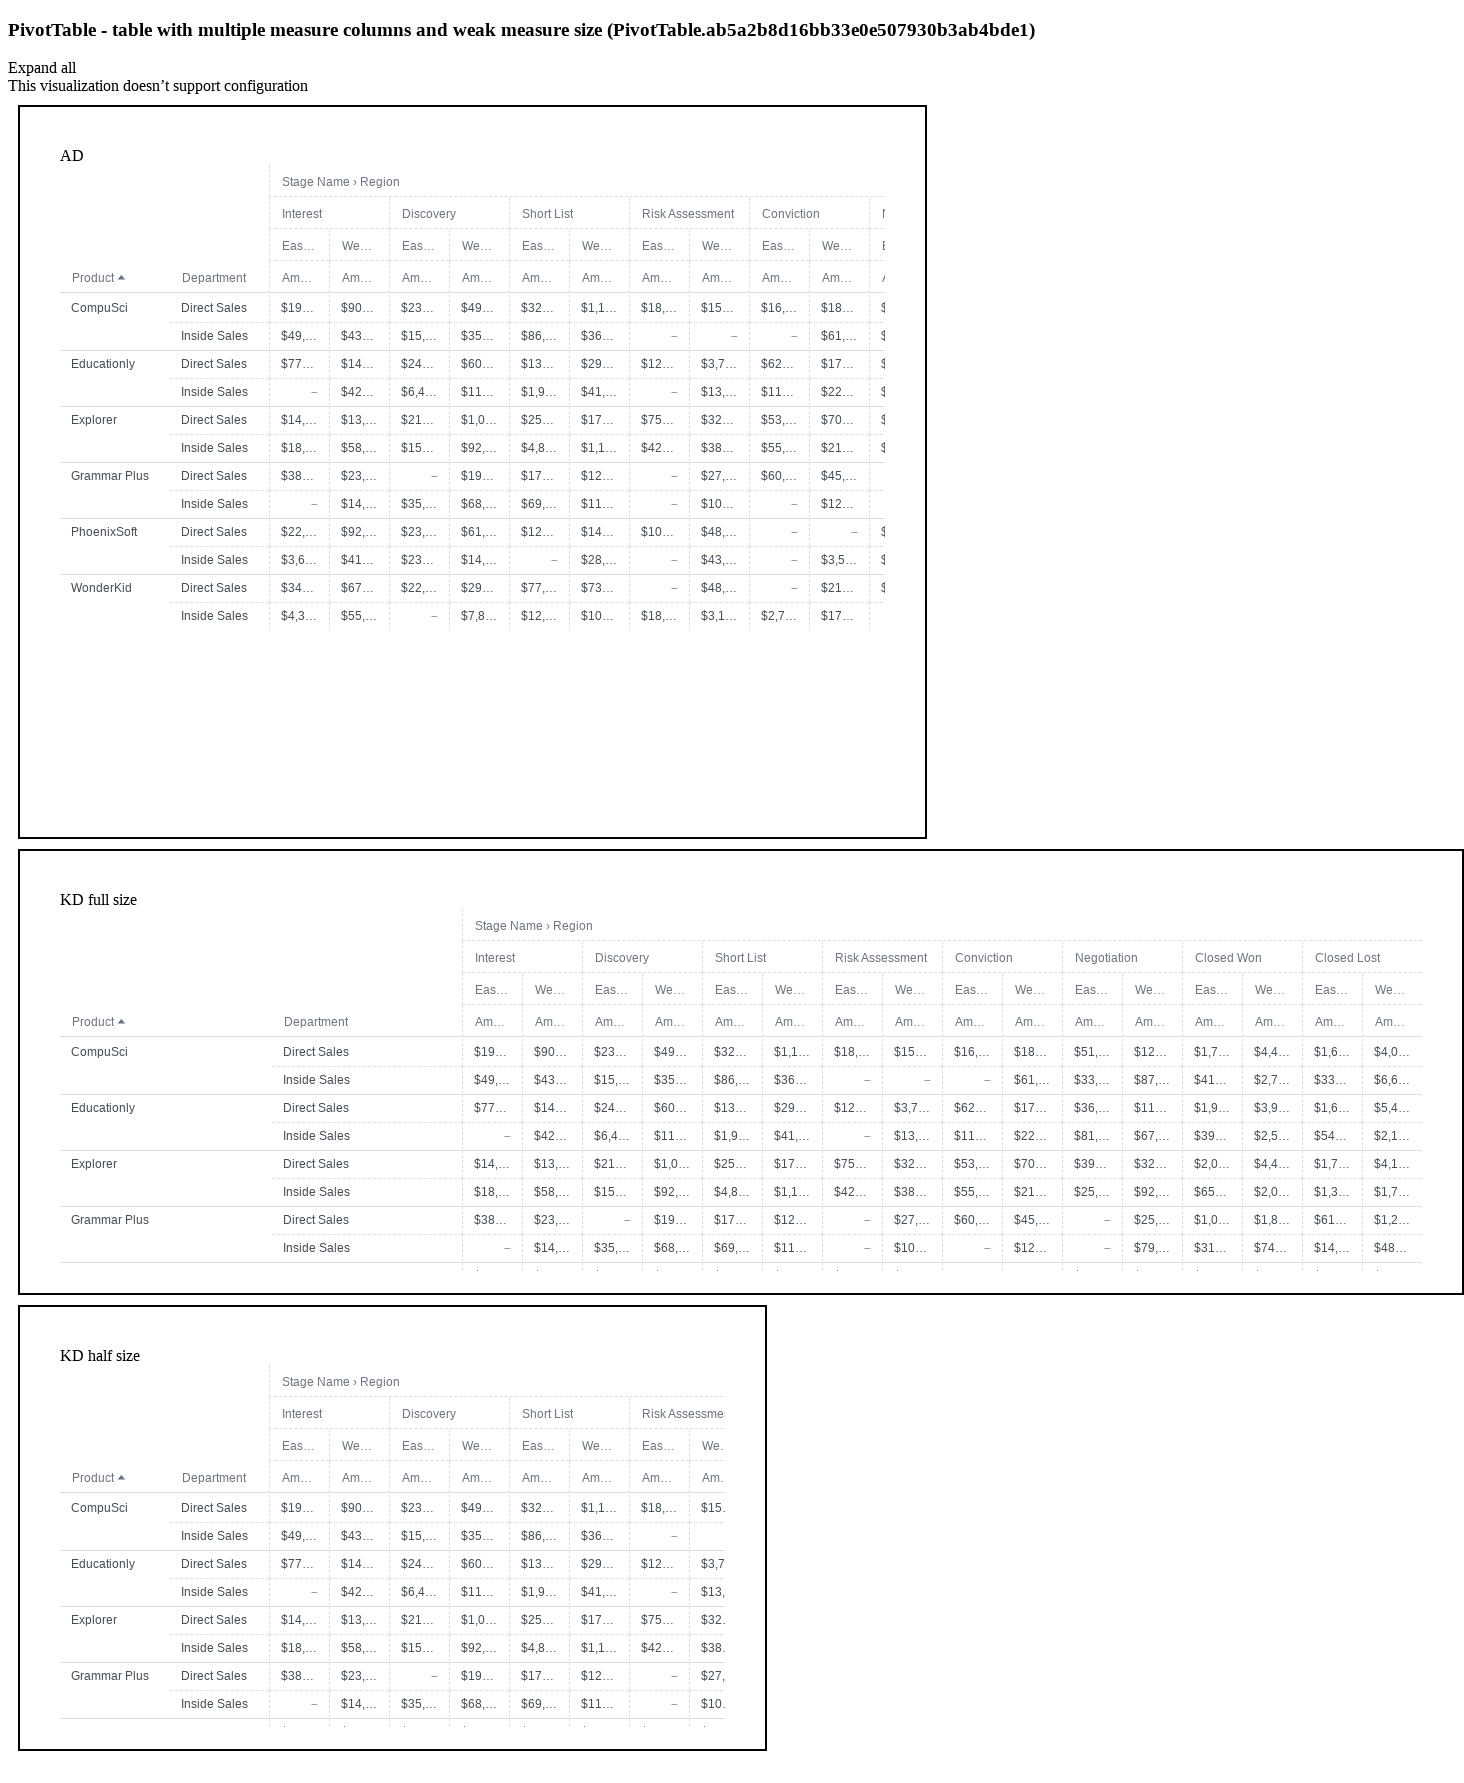 PivotTable - table with multiple measure columns and weak measure size (PivotTable.ab5a2b8d16bb33e0e507930b3ab4bde1)
Expand all
This visualization doesn’t support configuration
AD
Stage Name › Region
Interest Discovery Short List Risk Assessment Conviction
Eas… We… Eas… We… Eas… We… Eas… We… Eas… We…
Product Department Am… Am… Am… Am… Am… Am… Am… Am… Am… Am…
CompuSci Direct Sales $19… $90… $23… $49… $32… $1,1… $18,… $15… $16,… $18… $
Inside Sales $49,… $43… $15,… $35… $86,… $36… – – – $61,… $
Educationly Direct Sales $77… $14… $24… $60… $13… $29… $12… $3,7… $62… $17… $
Inside Sales – $42… $6,4… $11… $1,9… $41,… – $13,… $11… $22… $
Explorer Direct Sales $14,… $13,… $21… $1,0… $25… $17… $75… $32… $53,… $70… $
Inside Sales $18,… $58,… $15… $92,… $4,8… $1,1… $42… $38… $55,… $21… $
Grammar Plus Direct Sales $38… $23,… – $19… $17… $12… – $27,… $60,… $45,…
Inside Sales – $14,… $35,… $68,… $69,… $11… – $10… – $12…
PhoenixSoft Direct Sales $22,… $92,… $23,… $61,… $12… $14… $10… $48,… – – $
Inside Sales $3,6… $41… $23… $14,… – $28,… – $43,… – $3,5… $
WonderKid Direct Sales $34… $67… $22,… $29… $77,… $73… – $48,… – $21… $
Inside Sales $4,3… $55,… – $7,8… $12,… $10… $18,… $3,1… $2,7… $17…
KD full size
Stage Name › Region
Interest Discovery Short List Risk Assessment Conviction Negotiation Closed Won Closed Lost
Eas… We… Eas… We… Eas… We… Eas… We… Eas… We… Eas… We… Eas… We… Eas… We…
Product Department Am… Am… Am… Am… Am… Am… Am… Am… Am… Am… Am… Am… Am… Am… Am… Am…
CompuSci Direct Sales $19… $90… $23… $49… $32… $1,1… $18,… $15… $16,… $18… $51,… $12… $1,7… $4,4… $1,6… $4,0…
Inside Sales $49,… $43… $15,… $35… $86,… $36… – – – $61,… $33,… $87,… $41… $2,7… $33… $6,6…
Educationly Direct Sales $77… $14… $24… $60… $13… $29… $12… $3,7… $62… $17… $36,… $11… $1,9… $3,9… $1,6… $5,4…
Inside Sales – $42… $6,4… $11… $1,9… $41,… – $13,… $11… $22… $81,… $67,… $39… $2,5… $54… $2,1…
Explorer Direct Sales $14,… $13,… $21… $1,0… $25… $17… $75… $32… $53,… $70… $39… $32… $2,0… $4,4… $1,7… $4,1…
Inside Sales $18,… $58,… $15… $92,… $4,8… $1,1… $42… $38… $55,… $21… $25,… $92,… $65… $2,0… $1,3… $1,7…
Grammar Plus Direct Sales $38… $23,… – $19… $17… $12… – $27,… $60,… $45,… – $25,… $1,0… $1,8… $61… $1,2…
Inside Sales – $14,… $35,… $68,… $69,… $11… – $10… – $12… – $79,… $31… $74… $14,… $48…
KD half size
Stage Name › Region
Interest Discovery Short List Risk Assessme
Eas… We… Eas… We… Eas… We… Eas… We.
Product Department Am… Am… Am… Am… Am… Am… Am… Am.
CompuSci Direct Sales $19… $90… $23… $49… $32… $1,1… $18,… $15.
Inside Sales $49,… $43… $15,… $35… $86,… $36… –
Educationly Direct Sales $77… $14… $24… $60… $13… $29… $12… $3,7
Inside Sales – $42… $6,4… $11… $1,9… $41,… – $13,
Explorer Direct Sales $14,… $13,… $21… $1,0… $25… $17… $75… $32.
Inside Sales $18,… $58,… $15… $92,… $4,8… $1,1… $42… $38.
Grammar Plus Direct Sales $38… $23,… – $19… $17… $12… – $27,
Inside Sales – $14,… $35,… $68,… $69,… $11… – $10.